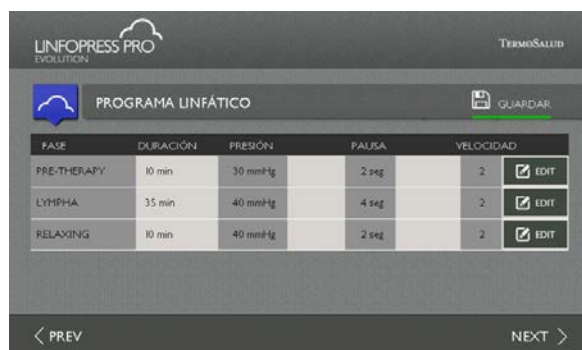 LINFOPRESS PRO
EVOLUTION
TERMOSALUD
PROGRAMA LINFÁTICO
GUARDAR
FASE DURACIÓN PRESIÓN PAUSA VELOCIDAD
PRE-THERAPY 10 min 30 mmHg 2 seg 2 EDIT
LYMPHA 35 min 40 mmHg 4 seg 2 EDIT
RELAXING 10 min 40 mmHg 2 seg 2 EDIT
< PREV NEXT >